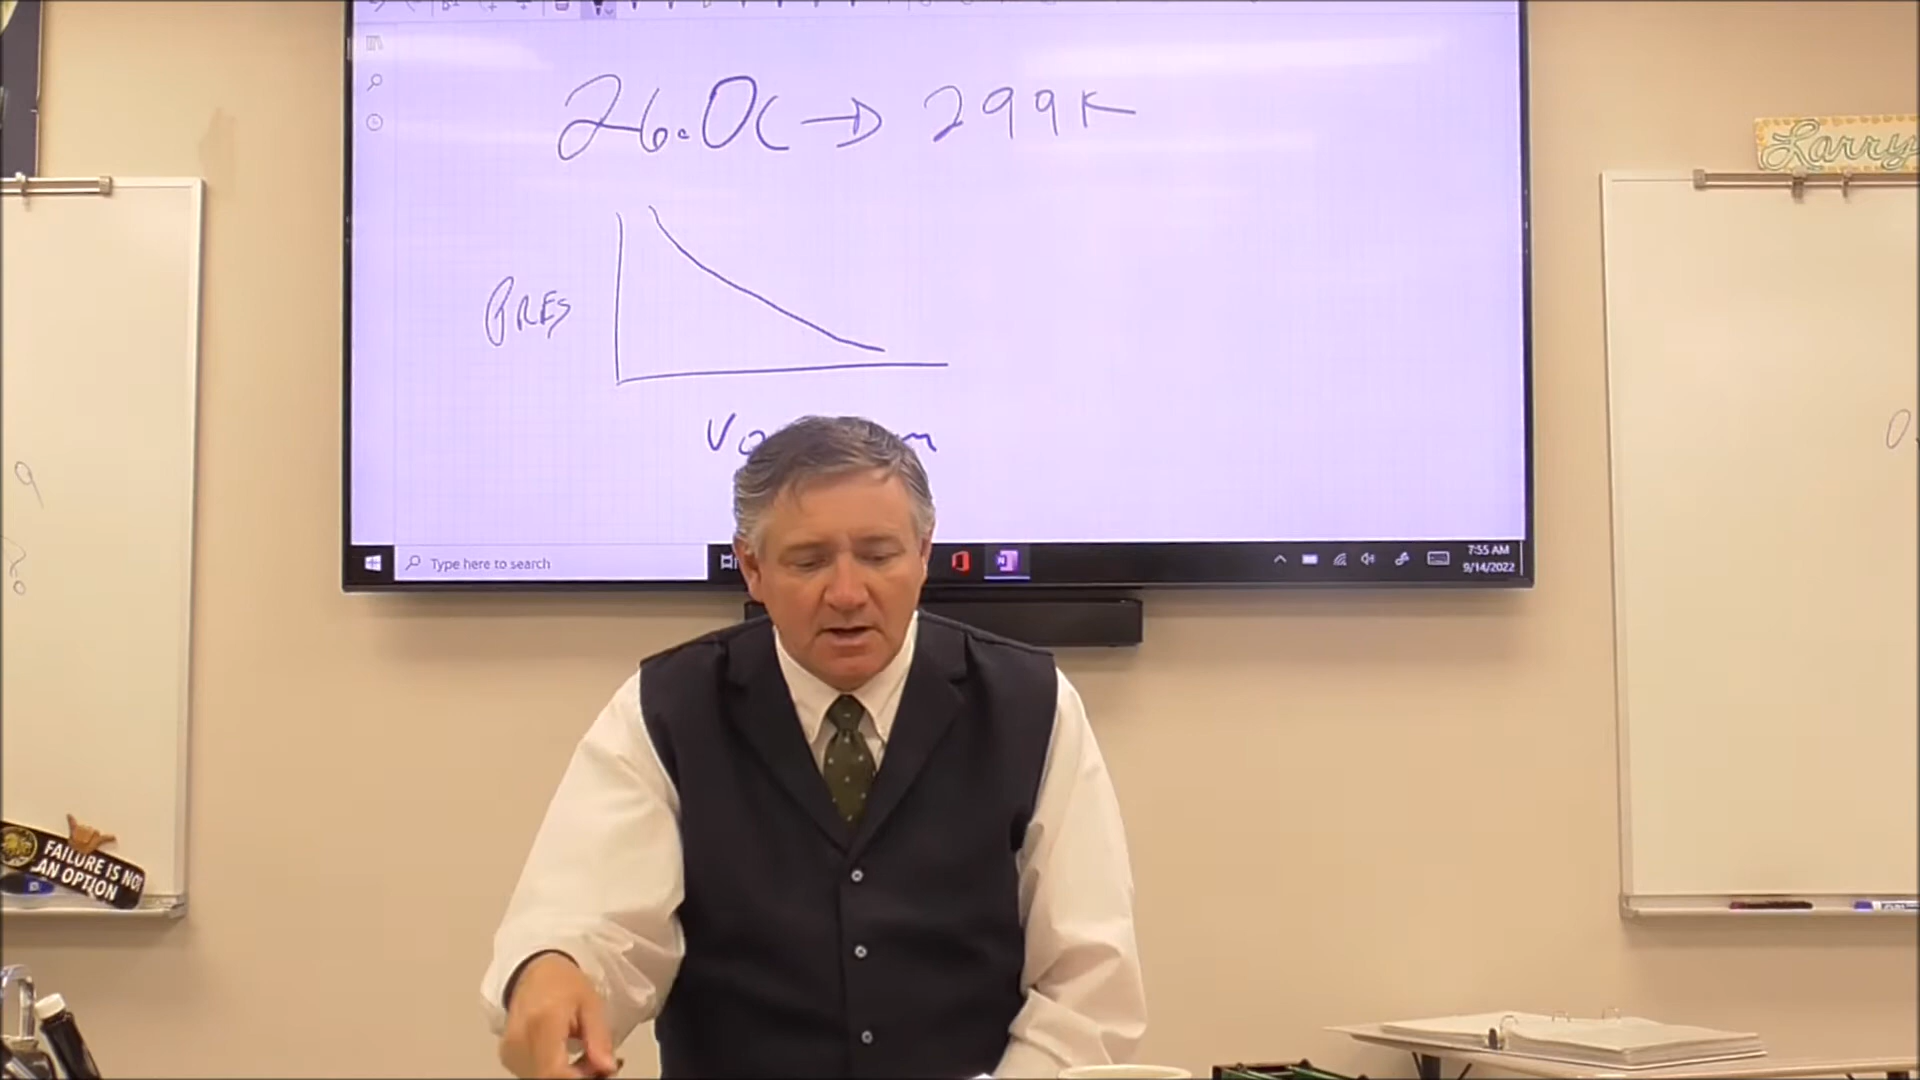 26.0C → 299K
Larry
PRES
Type here to search
7:55 AM
9/14/2022
FAILURE IS NOT
AN OPTION